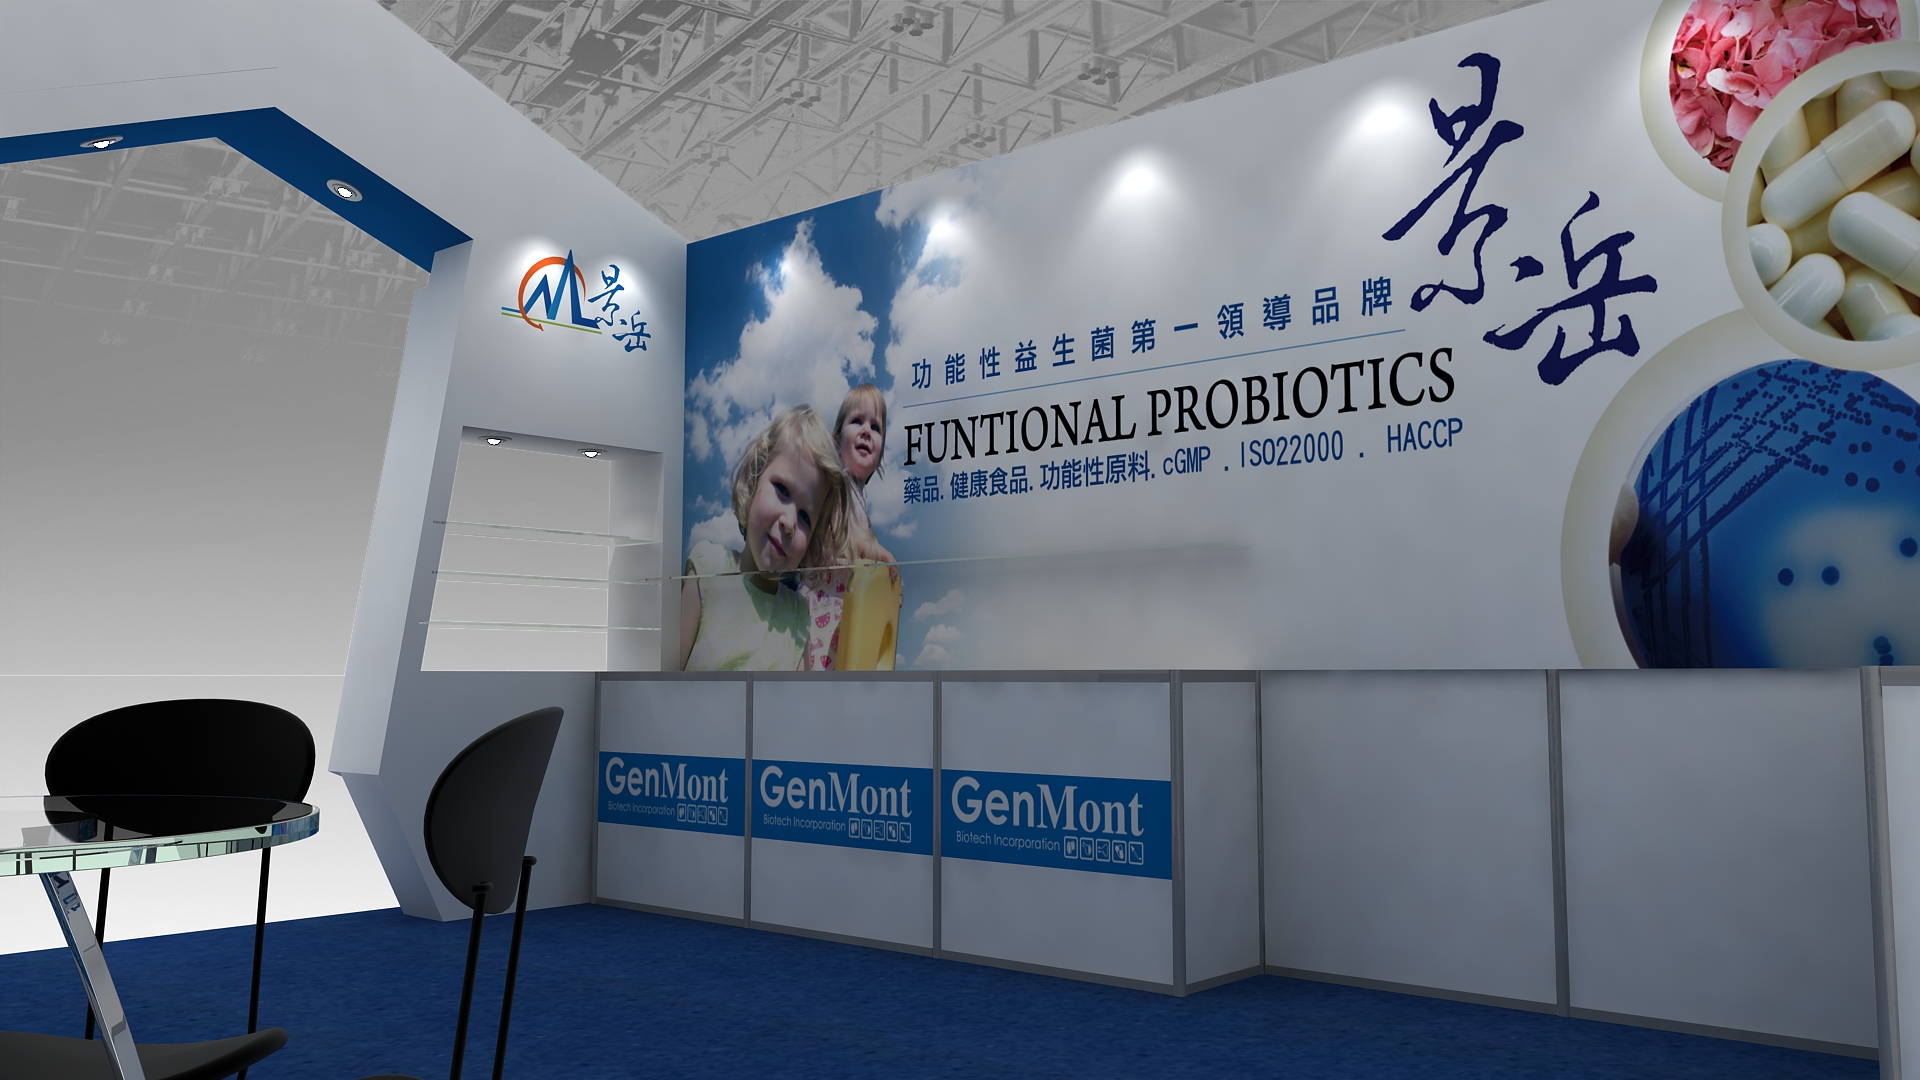 景岳
景岳
功能性益生菌第一領導品牌
FUNTIONAL PROBIOTICS
藥品. 健康食品. 功能性原料. cGMP . ISO22000 . HACCP
GenMont
Biotech Incorporation
GenMont
Biotech Incorporation
GenMont
Biotech Incorporation